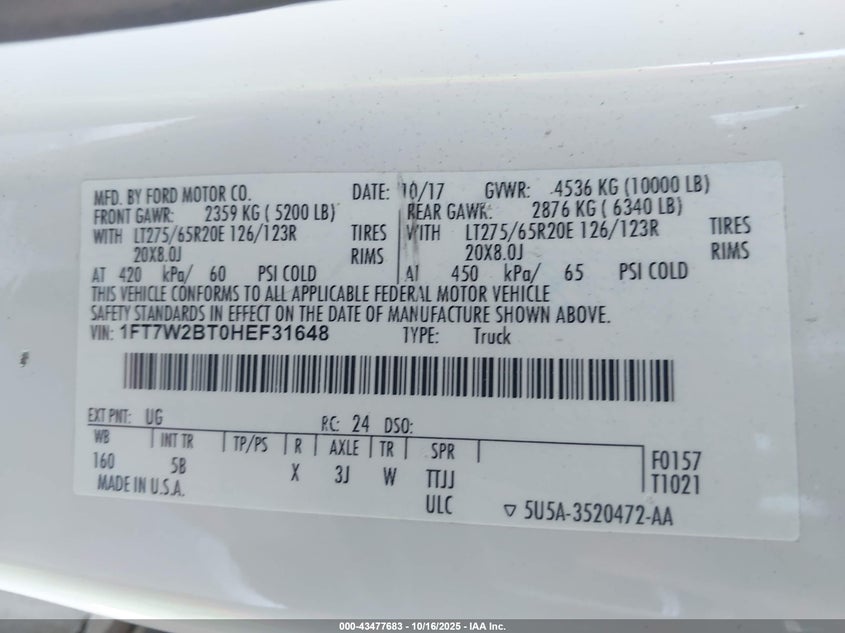 MFD. BY FORD MOTOR CO. DATE: 10/17 GVWR: 4536 KG (10000 LB)
FRONT GAWR: 2359 KG ( 5200 LB) REAR GAWR: 2876 KG ( 6340 LB)
WITH LT275/65R20E 126/123R TIRES WITH LT275/65R20E 126/123R TIRES
20X8.0J RIMS 20X8.0J RIMS
AT 420 kPa/ 60 PSI COLD AT 450 kPa/ 65 PSI COLD
THIS VEHICLE CONFORMS TO ALL APPLICABLE FEDERAL MOTOR VEHICLE
SAFETY STANDARDS IN EFFECT ON THE DATE OF MANUFACTURE SHOWN ABOVE.
VIN: 1FT7W2BT0HEF31648 TYPE: Truck
EXT PNT: UG RC: 24 DSO:
WB INT TR TP/PS R AXLE TR SPR
160 5B X 3J W TTJJ F0157
MADE IN U.S.A. ULC T1021
5U5A-3520472-AA
000-43477683 - 10/16/2025 - IAA Inc.